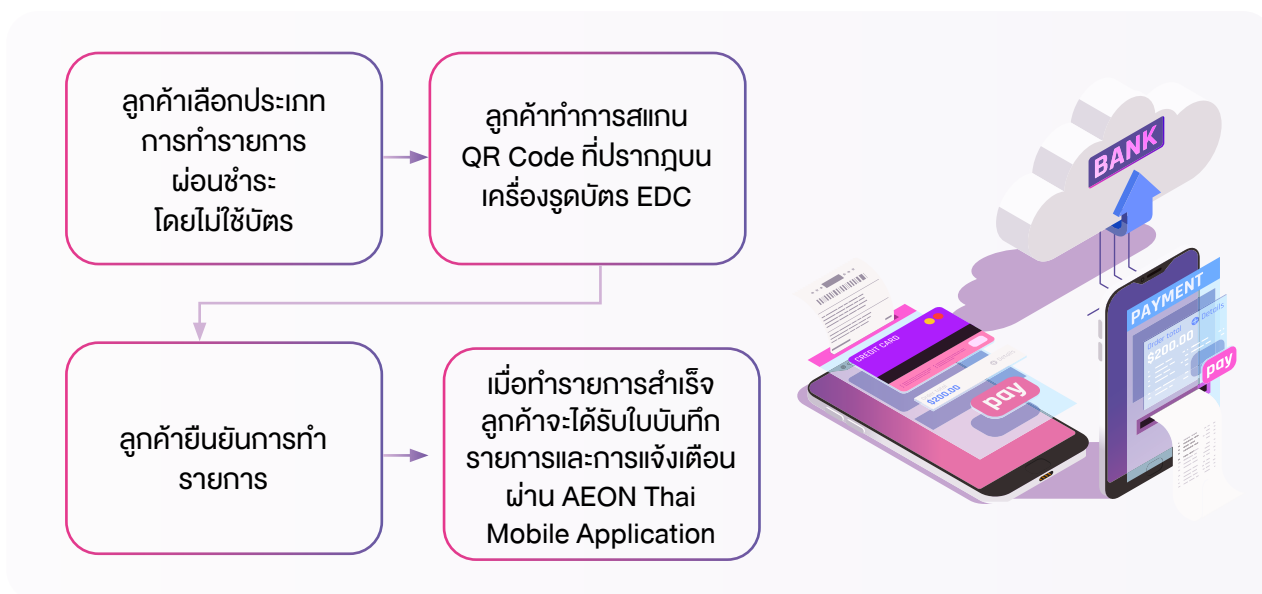 ลูกค้าเลือกประเภท
การทำรายการ
ผ่อนชำระ
โดยไม่ใช้บัตร
ลูกค้าทำการสแกน
QR Code ที่ปรากฎบน
เครื่องรูดบัตร EDC
ลูกค้ายืนยันการทำ
รายการ
เมื่อทำรายการสำเร็จ
ลูกค้าจะได้รับใบบันทึก
รายการและการแจ้งเตือน
ผ่าน AEON Thai
Mobile Application
BANK
PAYMENT
Details
Order total
$200.00
pay
CREDIT CARD
Details
$200.00
pay